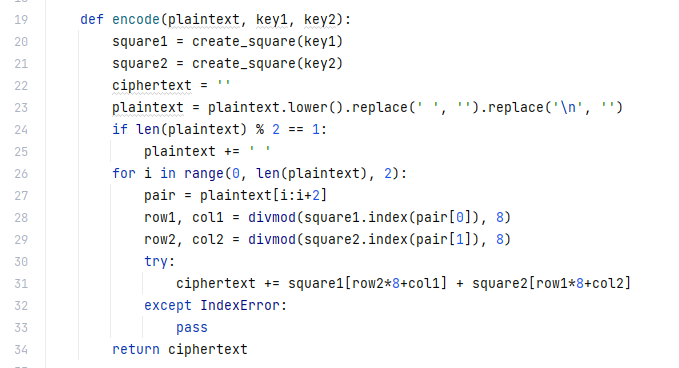 19 def encode(plaintext, key1, key2):
20 square1 = create_square(key1)
21 square2 = create_square(key2)
22 ciphertext = ''
23 plaintext = plaintext.lower().replace(' ', '').replace('\n', '')
24 if len(plaintext) % 2 == 1:
25 plaintext += ' '
26 for i in range(0, len(plaintext), 2):
27 pair = plaintext[i:i+2]
28 row1, col1 = divmod(square1.index(pair[0]), 8)
29 row2, col2 = divmod(square2.index(pair[1]), 8)
30 try:
31 ciphertext += square1[row2*8+col1] + square2[row1*8+col2]
32 except IndexError:
33 pass
34 return ciphertext